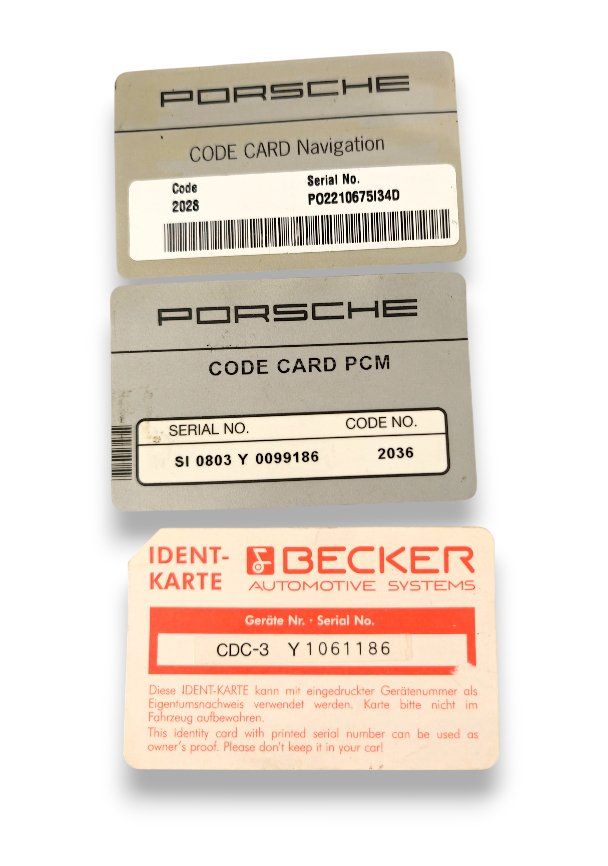 PORSCHE
CODE CARD Navigation
Code Serial No.
2028 PO2210675I34D
PORSCHE
CODE CARD PCM
SERIAL NO. CODE NO.
SI 0803 Y 0099186 2036
IDENT-
KARTE
BECKER
AUTOMOTIVE SYSTEMS
Geräte Nr. · Serial No.
CDC-3 Y1061186
Diese IDENT-KARTE kann mit eingedruckter Gerätenummer als
Eigentumsnachweis verwendet werden. Karte bitte nicht im
Fahrzeug aufbewahren.
This identity card with printed serial number can be used as
owner's proof. Please don't keep it in your car!